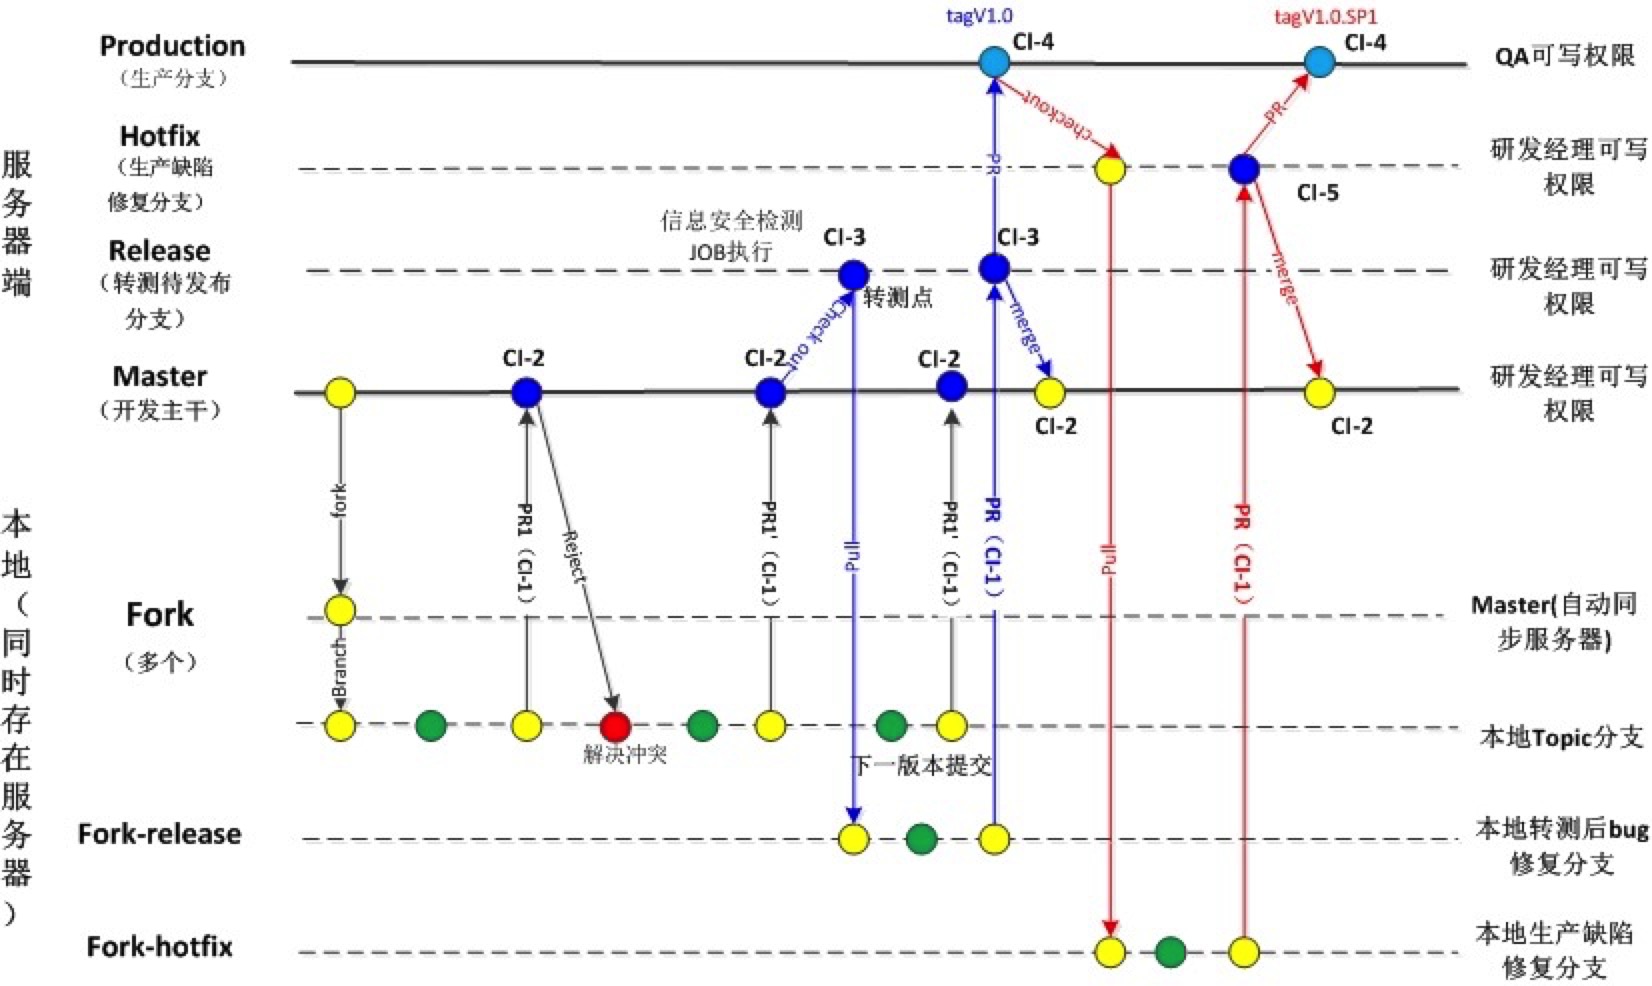 tagV1.0
tagV1.0.SP1
Production
（生产分支）
CI-4
CI-4
QA可写权限
checkout
PR
PR
服务器端
Hotfix
（生产缺陷
修复分支）
CI-5
研发经理可写
权限
信息安全检测
JOB执行
Release
（转测待发布
分支）
CI-3
转测点
CI-3
研发经理可写
权限
Check out
merge
merge
Master
（开发主干）
CI-2
CI-2
CI-2
CI-2
CI-2
研发经理可写
权限
本地（同时存在服务器）
fork
PR1（CI-1）
Reject
PR1'（CI-1）
Pull
PR1'（CI-1）
PR（CI-1）
Pull
PR（CI-1）
Fork
（多个）
Master(自动同
步服务器)
Branch
解决冲突
下一版本提交
本地Topic分支
Fork-release
本地转测后bug
修复分支
Fork-hotfix
本地生产缺陷
修复分支